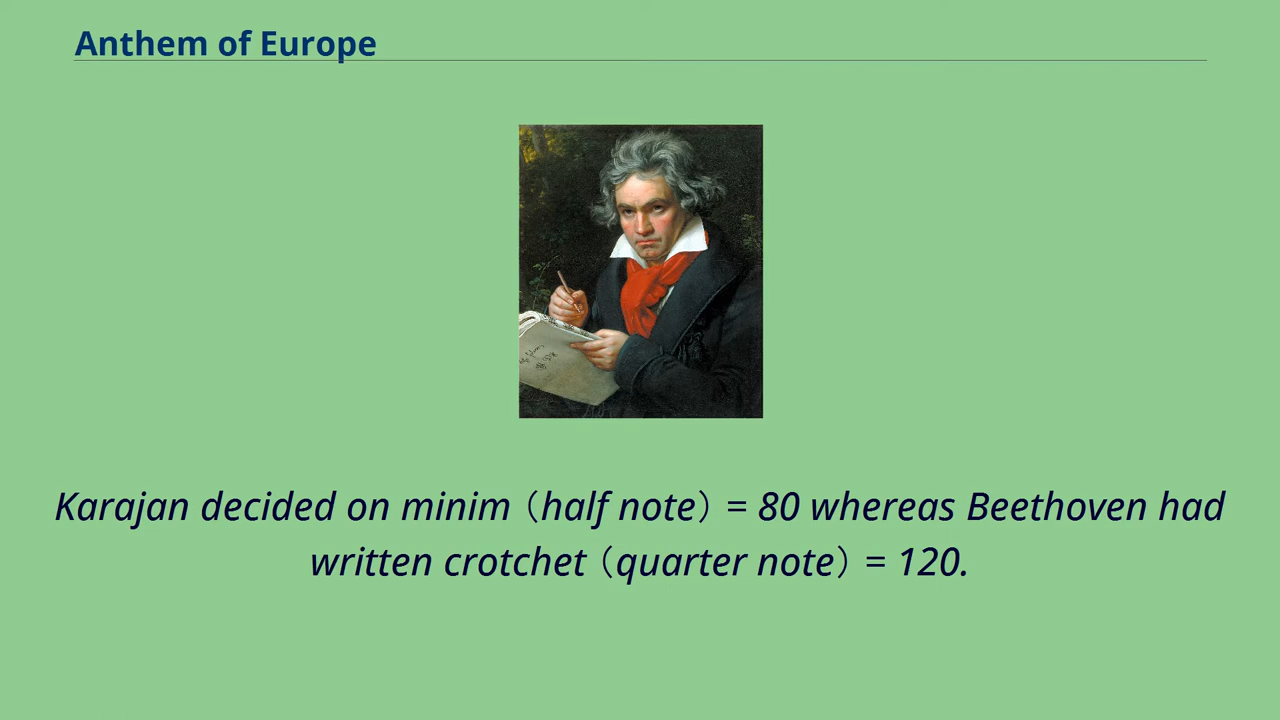 Anthem of Europe
Karajan decided on minim（half note）= 80 whereas Beethoven had
written crotchet（quarter note）= 120.